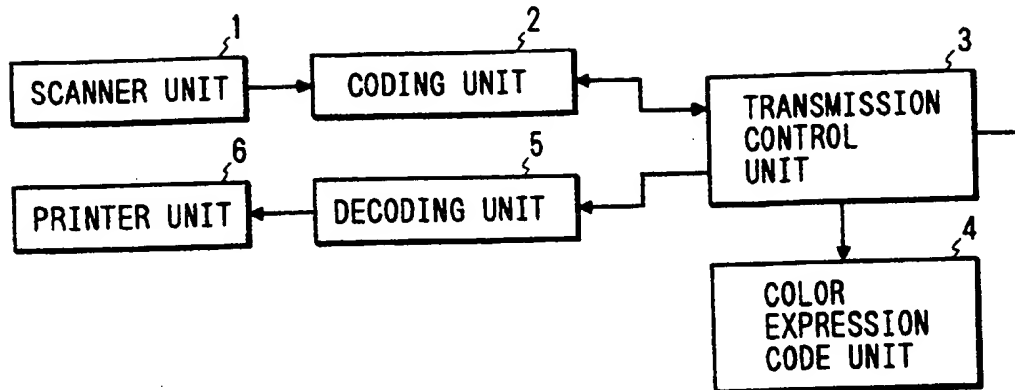 1
SCANNER UNIT
2
CODING UNIT
3
TRANSMISSION
CONTROL
UNIT
6
PRINTER UNIT
5
DECODING UNIT
4
COLOR
EXPRESSION
CODE UNIT